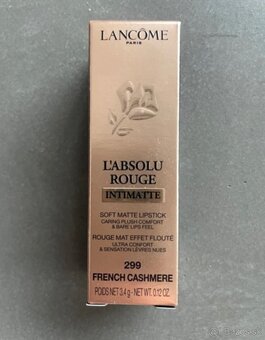 LANCÔME
PARIS
L'ABSOLU
ROUGE
INTIMATTE
SOFT MATTE LIPSTICK
CARING PLUSH COMFORT
& BARE LIPS FEEL
ROUGE MAT EFFET FLOUTÉ
ULTRA CONFORT
& SENSATION LÈVRES NUES
299
FRENCH CASHMERE
POIDS NET 3,4 g - NET WT. 0.12 OZ.